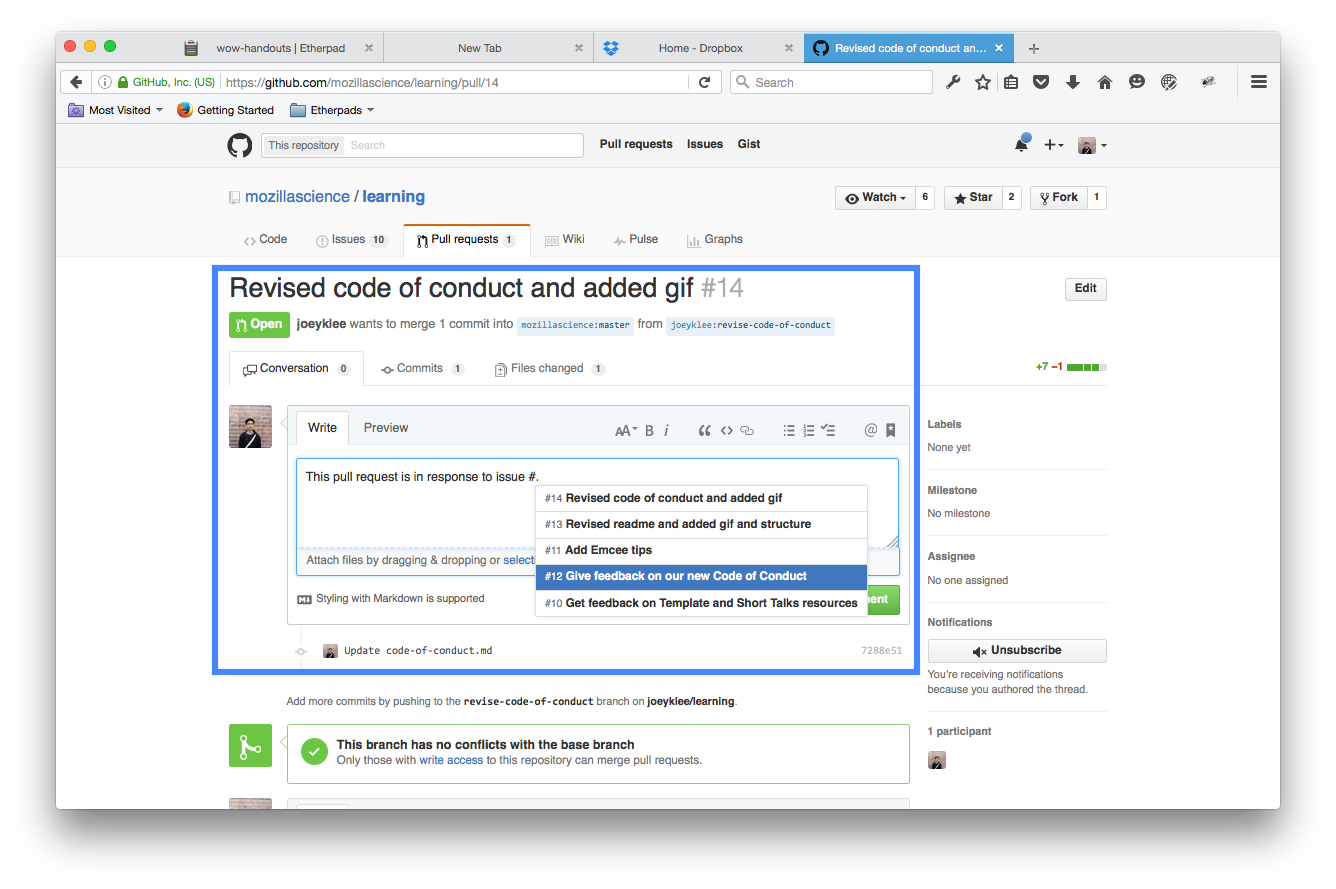 wow-handouts | Etherpad × New Tab × Home - Dropbox × Revised code of conduct an... × +
GitHub, Inc. (US) https://github.com/mozillascience/learning/pull/14 Search
Most Visited Getting Started Etherpads
This repository Search Pull requests Issues Gist
mozillascience / learning Watch 6 Star 2 Fork 1
Code Issues 10 Pull requests 1 Wiki Pulse Graphs
Revised code of conduct and added gif #14 Edit
Open joeyklee wants to merge 1 commit into mozillascience:master from joeyklee:revise-code-of-conduct
Conversation 0 Commits 1 Files changed 1 +7 −1
Write Preview AA B i @
This pull request is in response to issue #.
#14 Revised code of conduct and added gif
#13 Revised readme and added gif and structure
#11 Add Emcee tips
#12 Give feedback on our new Code of Conduct
#10 Get feedback on Template and Short Talks resources
Attach files by dragging & dropping or selecti
Styling with Markdown is supported ent
Update code-of-conduct.md 7288e51
Labels
None yet
Milestone
No milestone
Assignee
No one assigned
Notifications
Unsubscribe
You're receiving notifications
because you authored the thread.
1 participant
Add more commits by pushing to the revise-code-of-conduct branch on joeyklee/learning.
This branch has no conflicts with the base branch
Only those with write access to this repository can merge pull requests.